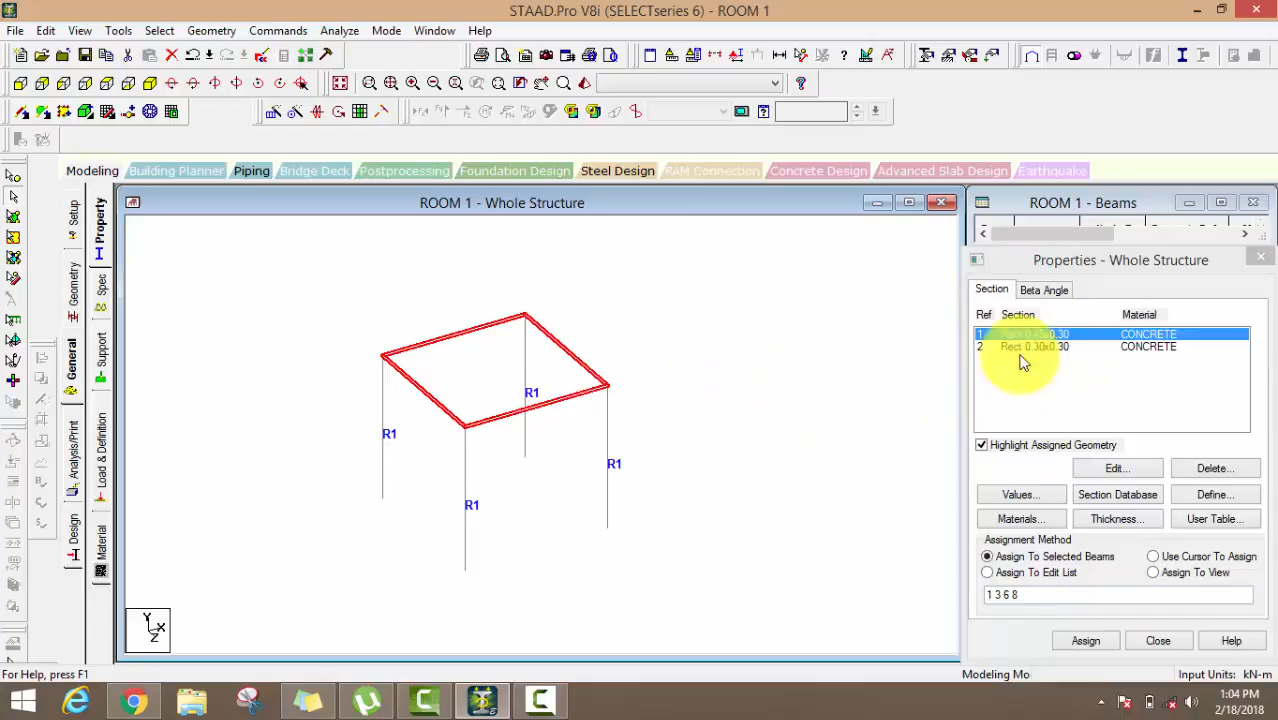 STAAD.Pro V8i (SELECTseries 6) - ROOM 1
File Edit View Tools Select Geometry Commands Analyze Mode Window Help
Modeling Building Planner Piping Bridge Deck Postprocessing Foundation Design Steel Design RAM Connection Concrete Design Advanced Slab Design Earthquake
Setup
Geometry
General
Analysis/Print
Design
Property
Spec
Support
Load & Definition
Material
ROOM 1 - Whole Structure
R1
R1
R1
R1
Y
X
Z
ROOM 1 - Beams
Properties - Whole Structure
Section Beta Angle
Ref Section Material
1 CONCRETE
2 Rect 0.30x0.30 CONCRETE
Highlight Assigned Geometry
Edit... Delete...
Values... Section Database Define...
Materials... Thickness... User Table...
Assignment Method
Assign To Selected Beams Use Cursor To Assign
Assign To Edit List Assign To View
1 3 6 8
Assign Close Help
For Help, press F1 Modeling Mo Input Units: kN-m
1:04 PM
2/18/2018